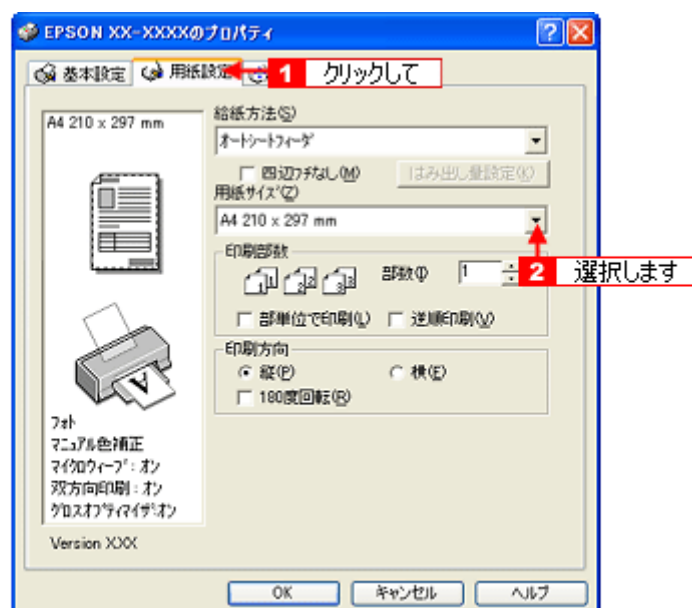 EPSON XX-XXXXのプロパティ
基本設定 用紙設定
1 クリックして
A4 210 x 297 mm
給紙方法(S)
オートシートフィーダ
四辺フチなし(M) はみ出し量設定(K)
用紙サイズ(Z)
A4 210 x 297 mm
2 選択します
印刷部数
1 1 2 2 3 3
部数(I) 1
部単位で印刷(L) 逆順印刷(V)
印刷方向
縦(P) 横(E)
180度回転(R)
フォト
マニュアル色補正
マイクロウィーブ:オン
双方向印刷:オン
グロスオプティマイザ:オン
Version XXX
OK キャンセル ヘルプ